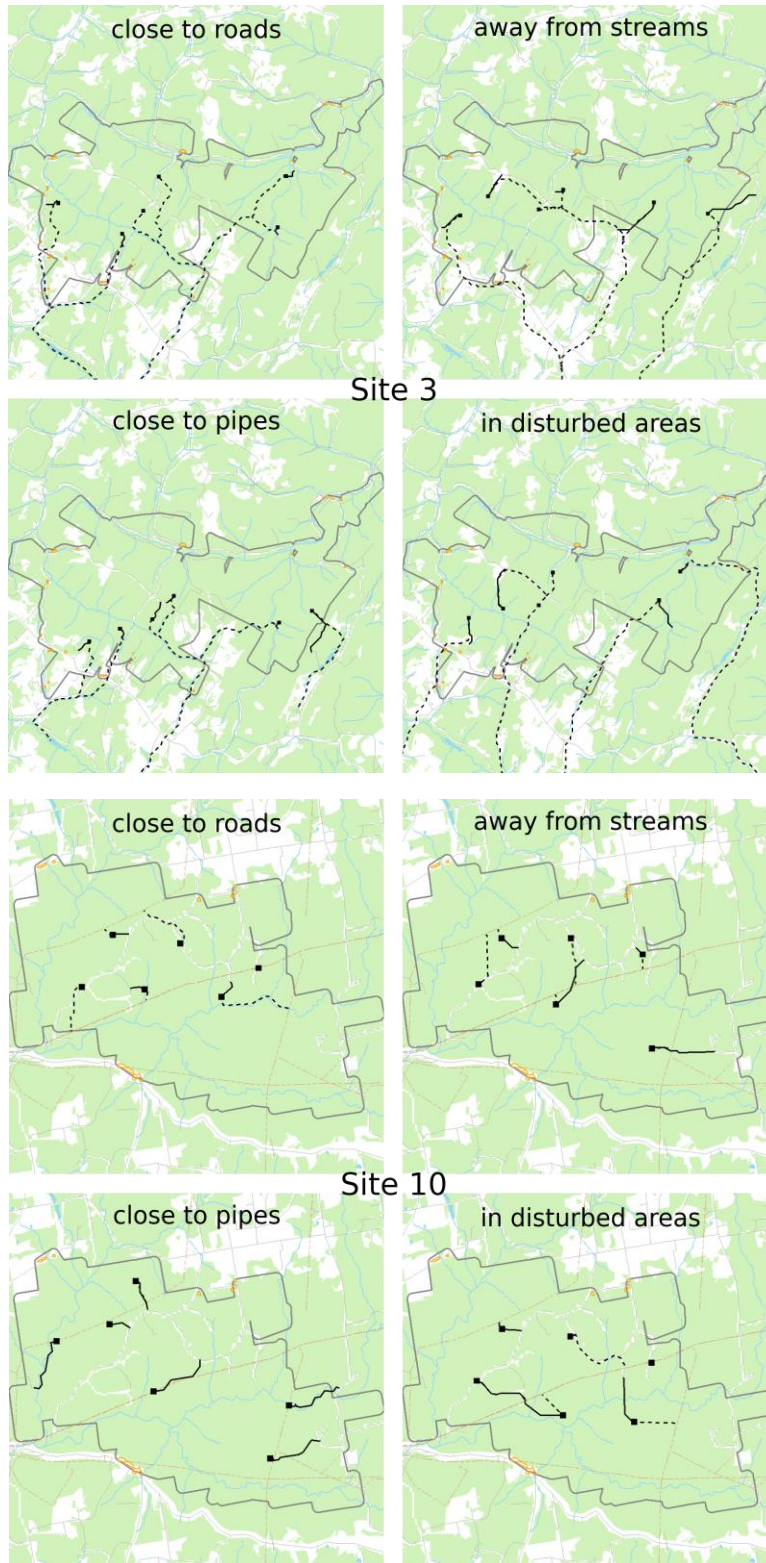 close to roads
away from streams
Site 3
close to pipes
in disturbed areas
close to roads
away from streams
Site 10
close to pipes
in disturbed areas